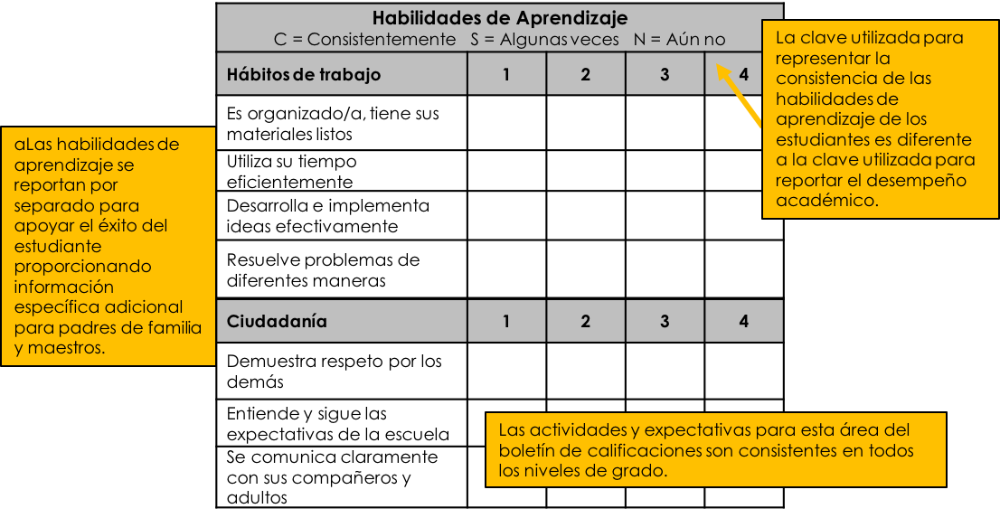 Habilidades de Aprendizaje
C = Consistentemente S = Algunas veces N = Aún no
Hábitos de trabajo 1 2 3 4
Es organizado/a, tiene sus
materiales listos
Utiliza su tiempo
eficientemente
Desarrolla e implementa
ideas efectivamente
Resuelve problemas de
diferentes maneras
Ciudadanía 1 2 3 4
Demuestra respeto por los
demás
Entiende y sigue las
expectativas de la escuela
Se comunica claramente
con sus compañeros y
adultos
aLas habilidades de
aprendizaje se
reportan por
separado para
apoyar el éxito del
estudiante
proporcionando
información
específica adicional
para padres de familia
y maestros.
La clave utilizada para
representar la
consistencia de las
habilidades de
aprendizaje de los
estudiantes es diferente
a la clave utilizada para
reportar el desempeño
académico.
Las actividades y expectativas para esta área del
boletín de calificaciones son consistentes en todos
los niveles de grado.